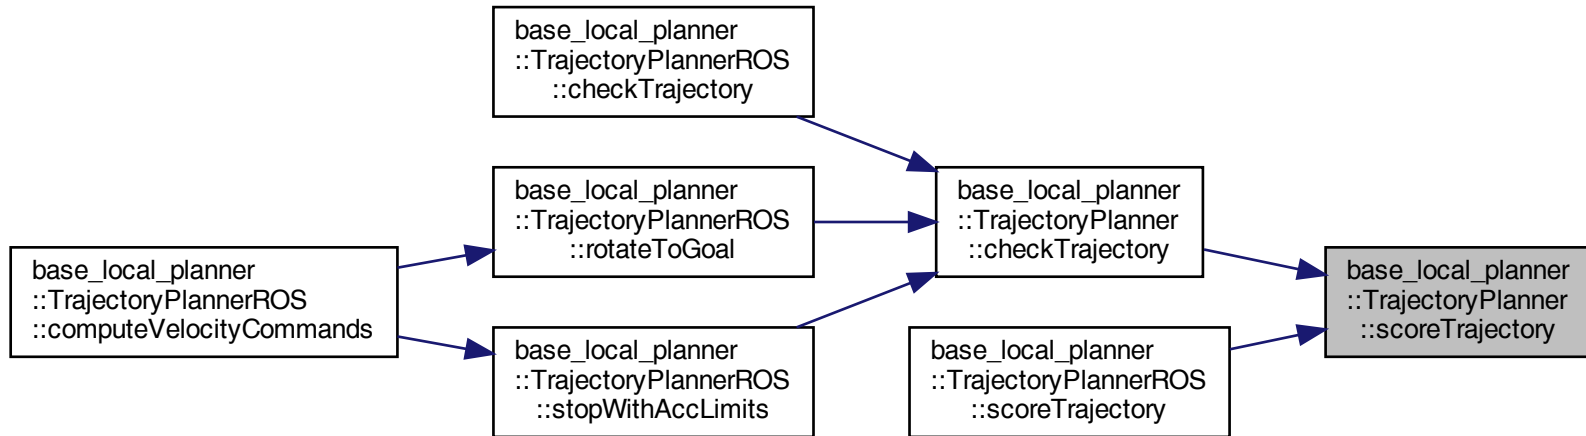 base_local_planner
::TrajectoryPlannerROS
::checkTrajectory
base_local_planner
::TrajectoryPlannerROS
::rotateToGoal
base_local_planner
::TrajectoryPlanner
::checkTrajectory
base_local_planner
::TrajectoryPlannerROS
::computeVelocityCommands
base_local_planner
::TrajectoryPlanner
::scoreTrajectory
base_local_planner
::TrajectoryPlannerROS
::stopWithAccLimits
base_local_planner
::TrajectoryPlannerROS
::scoreTrajectory